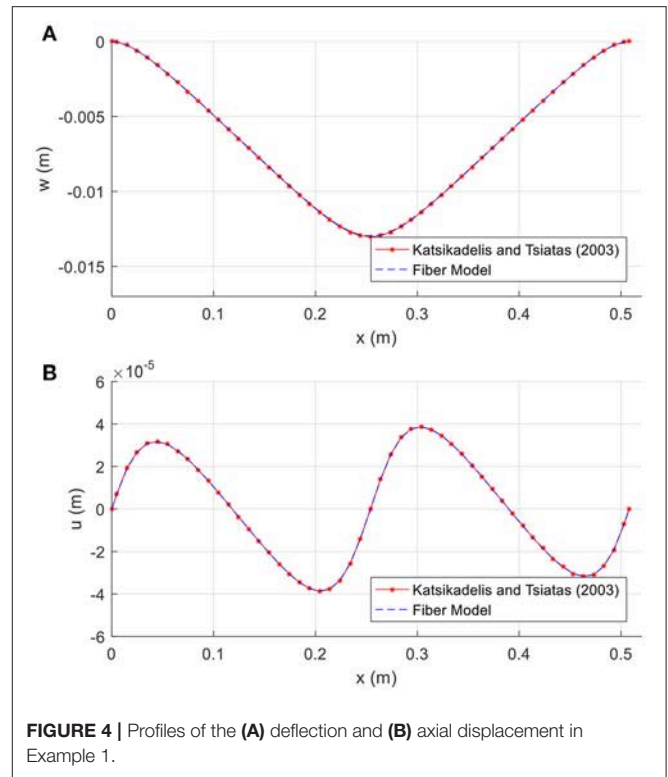 A
0
-0.005
-0.01
-0.015
w (m)
0
0.1
0.2
0.3
0.4
0.5
x (m)
Katsikadelis and Tsiatas (2003)
Fiber Model
B
×10⁻⁵
6
4
2
0
-2
-4
-6
u (m)
0
0.1
0.2
0.3
0.4
0.5
x (m)
Katsikadelis and Tsiatas (2003)
Fiber Model
FIGURE 4 | Profiles of the (A) deflection and (B) axial displacement in
Example 1.